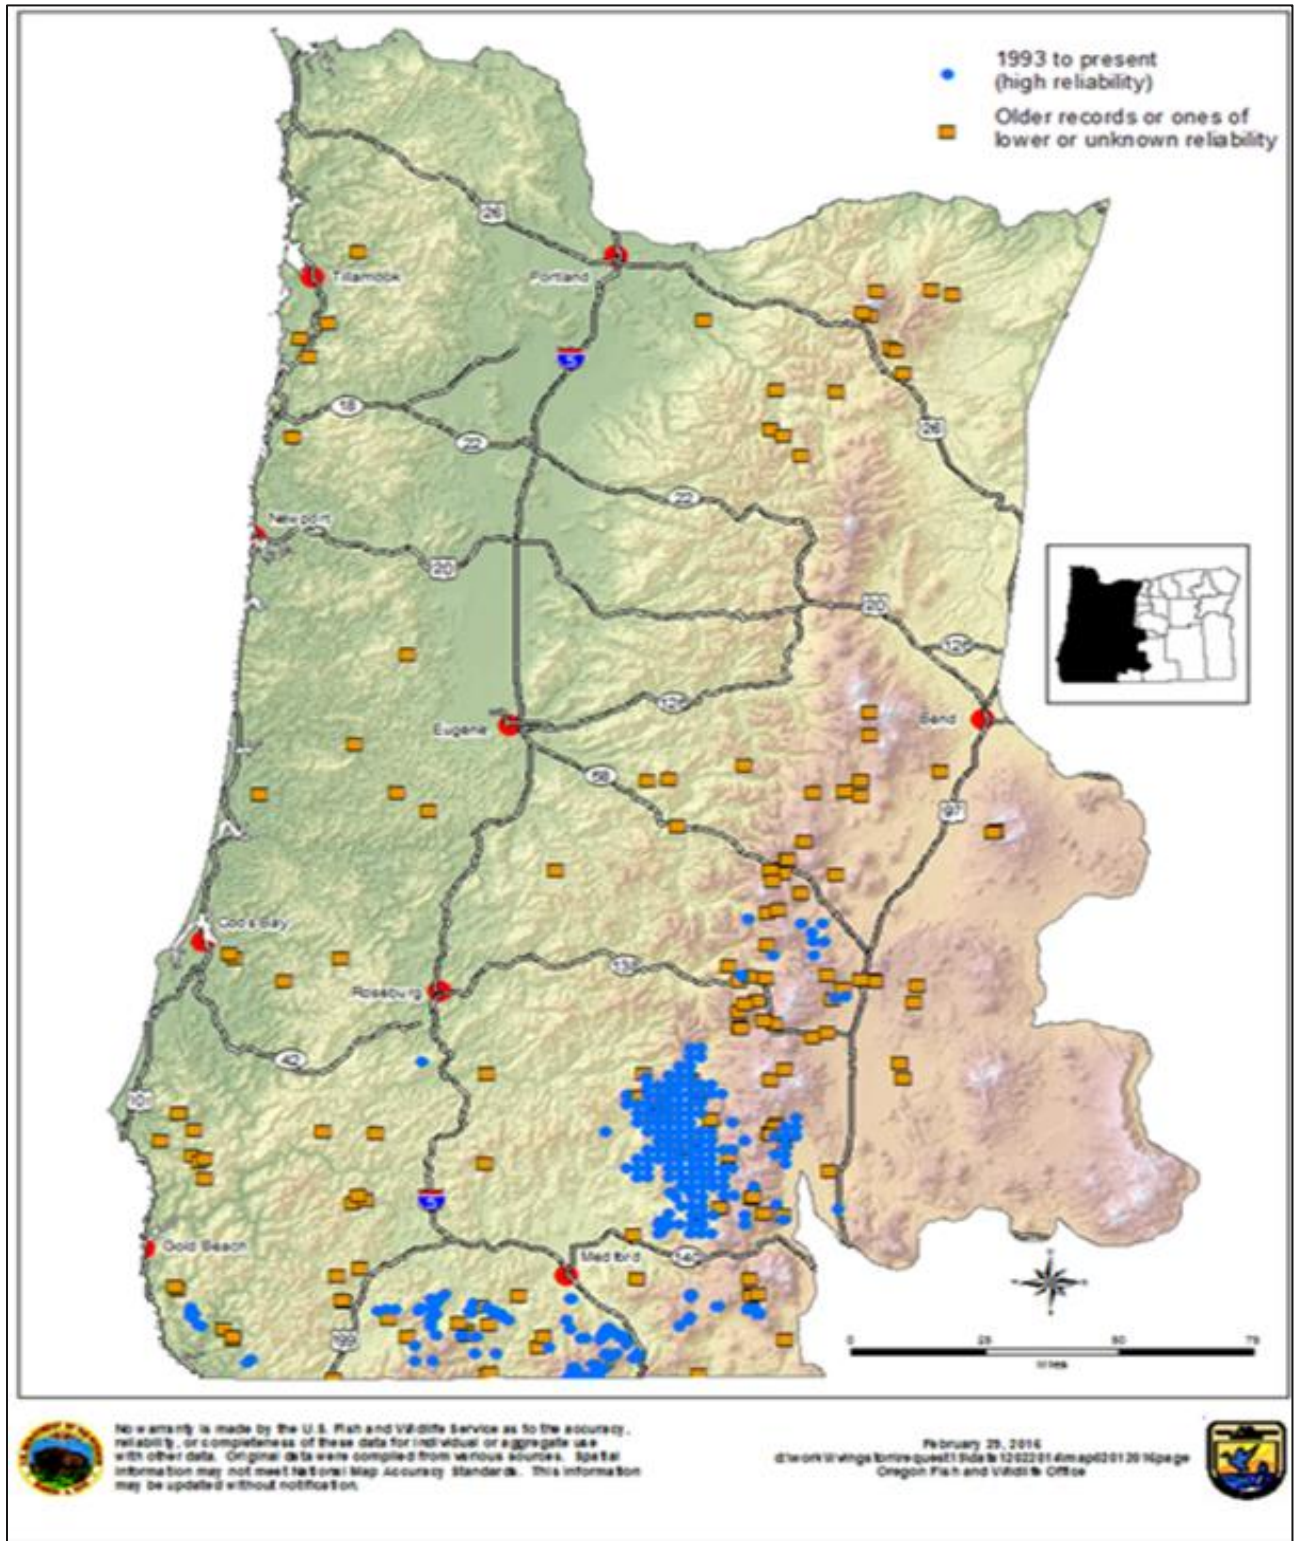 1993 to present
(high reliability)
Older records or ones of
lower or unknown reliability
26
Tillamook
Portland
5
18
22
26
22
Newport
20
20
126
126
Eugene
Bend
58
97
Coos Bay
138
Roseburg
42
101
5
Gold Beach
Medford
140
199
0
25
50
75
Miles
No warranty is made by the U.S. Fish and Wildlife Service as to the accuracy,
reliability, or completeness of these data for individual or aggregate use
with other data. Original data were compiled from various sources. Spatial
information may not meet National Map Accuracy Standards. This information
may be updated without notification.
February 25, 2016
Oregon Fish and Wildlife Office